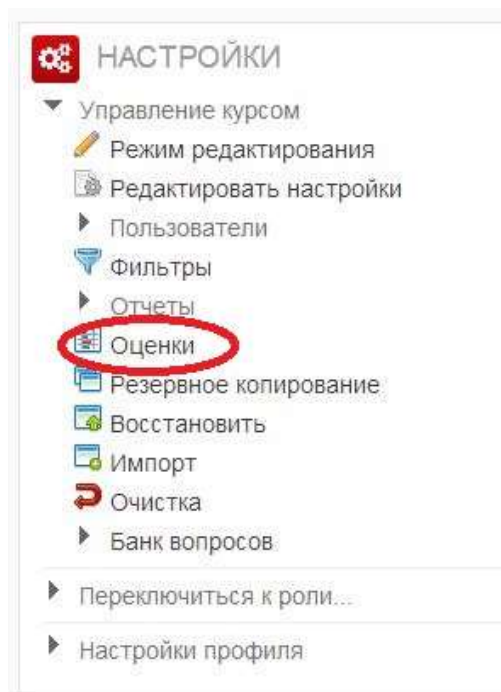 НАСТРОЙКИ
Управление курсом
Режим редактирования
Редактировать настройки
Пользователи
Фильтры
Отчеты
Оценки
Резервное копирование
Восстановить
Импорт
Очистка
Банк вопросов
Переключиться к роли...
Настройки профиля